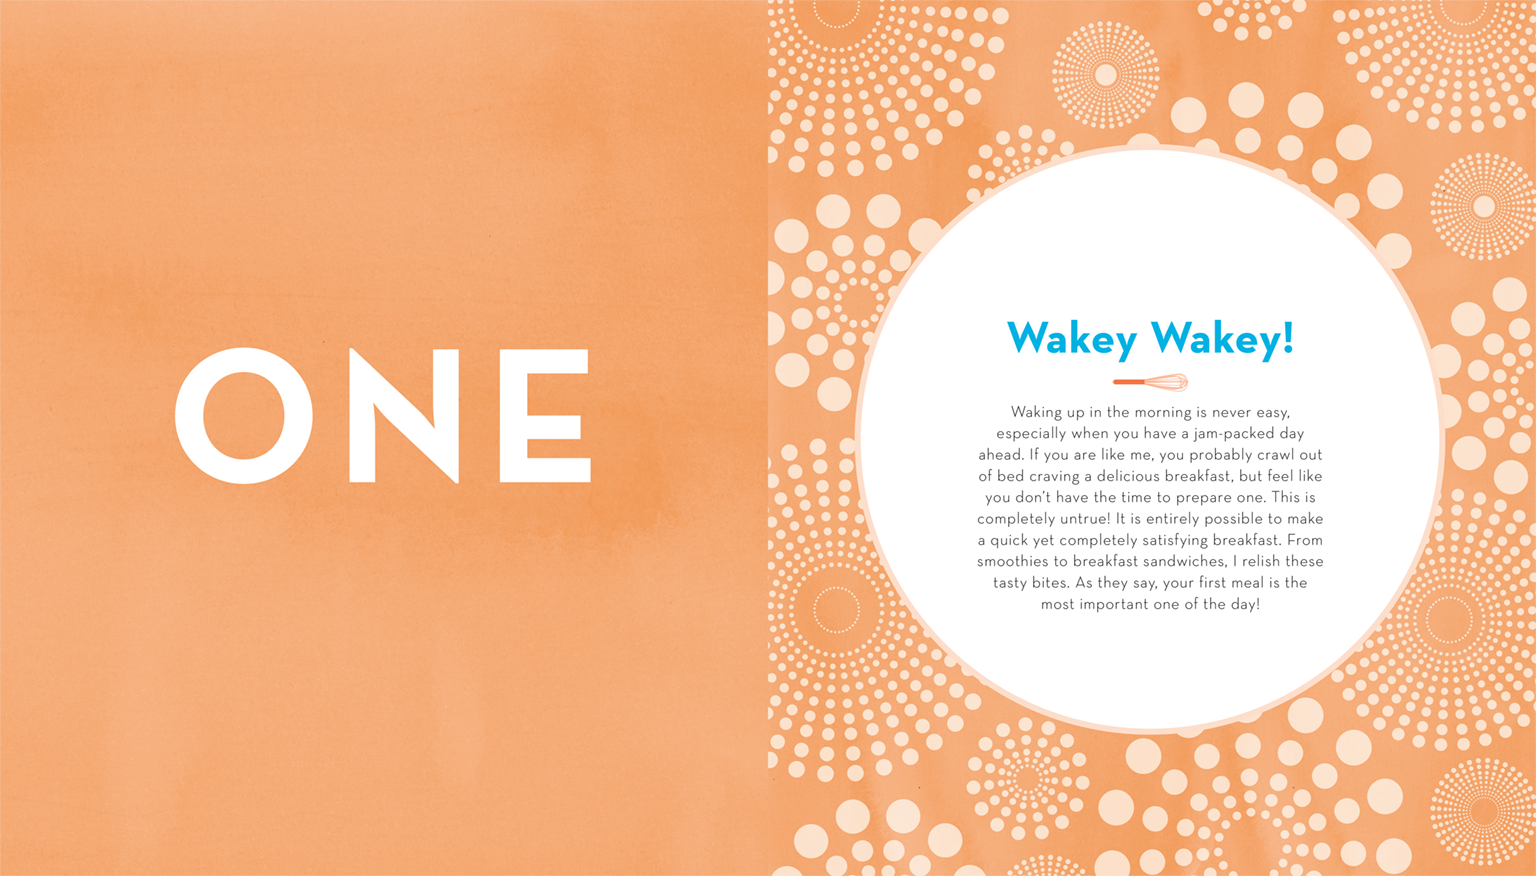 ONE
Wakey Wakey!
Waking up in the morning is never easy,
especially when you have a jam-packed day
ahead. If you are like me, you probably crawl out
of bed craving a delicious breakfast, but feel like
you don’t have the time to prepare one. This is
completely untrue! It is entirely possible to make
a quick yet completely satisfying breakfast. From
smoothies to breakfast sandwiches, I relish these
tasty bites. As they say, your first meal is the
most important one of the day!